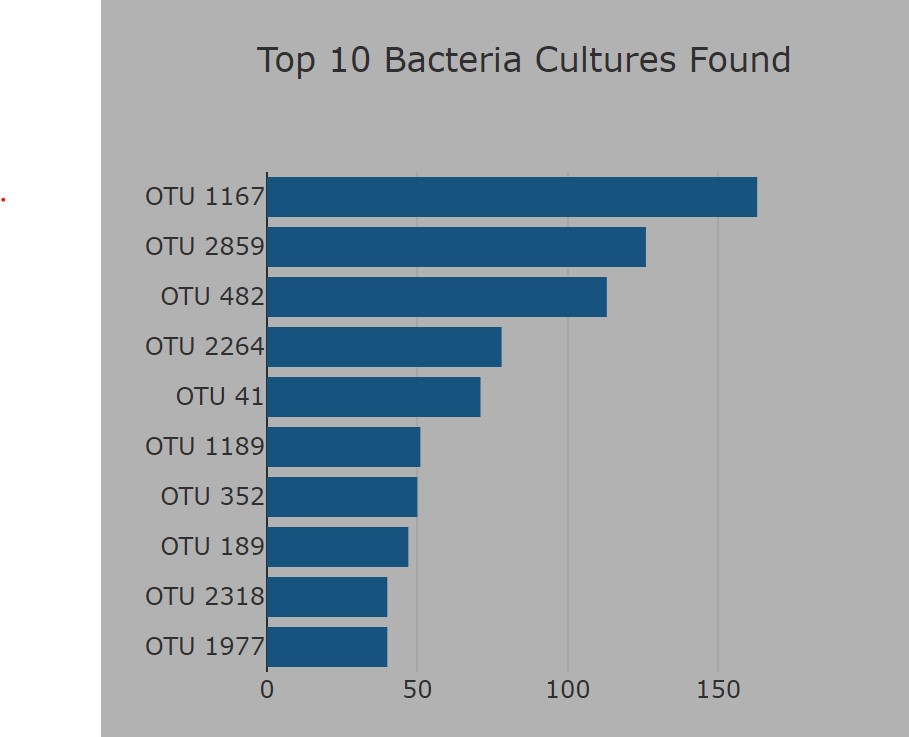 Top 10 Bacteria Cultures Found
OTU 1167
OTU 2859
OTU 482
OTU 2264
OTU 41
OTU 1189
OTU 352
OTU 189
OTU 2318
OTU 1977
0 50 100 150